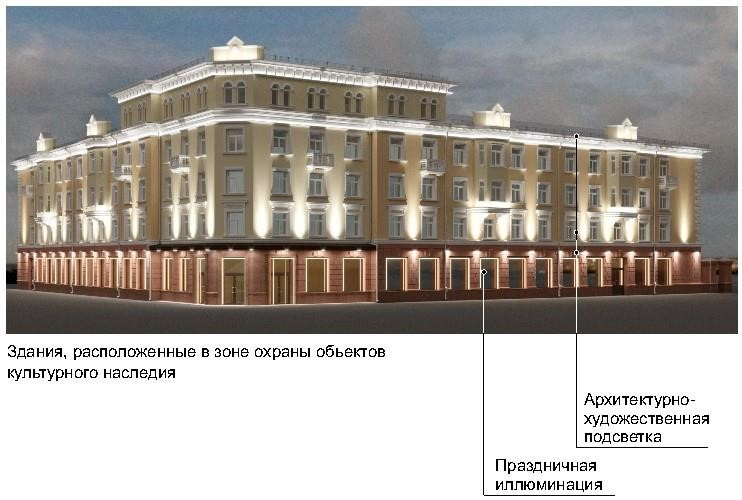 Здания, расположенные в зоне охраны объектов
культурного наследия
Архитектурно-
художественная
подсветка
Праздничная
иллюминация